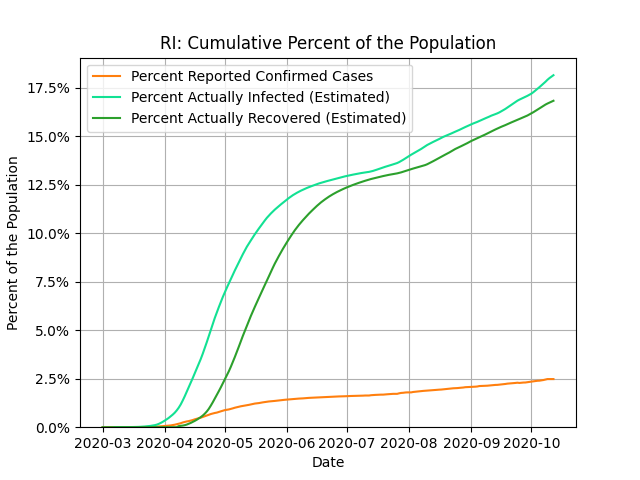 RI: Cumulative Percent of the Population
Percent Reported Confirmed Cases
Percent Actually Infected (Estimated)
Percent Actually Recovered (Estimated)
Percent of the Population
17.5%
15.0%
12.5%
10.0%
7.5%
5.0%
2.5%
0.0%
2020-03 2020-04 2020-05 2020-06 2020-07 2020-08 2020-09 2020-10
Date